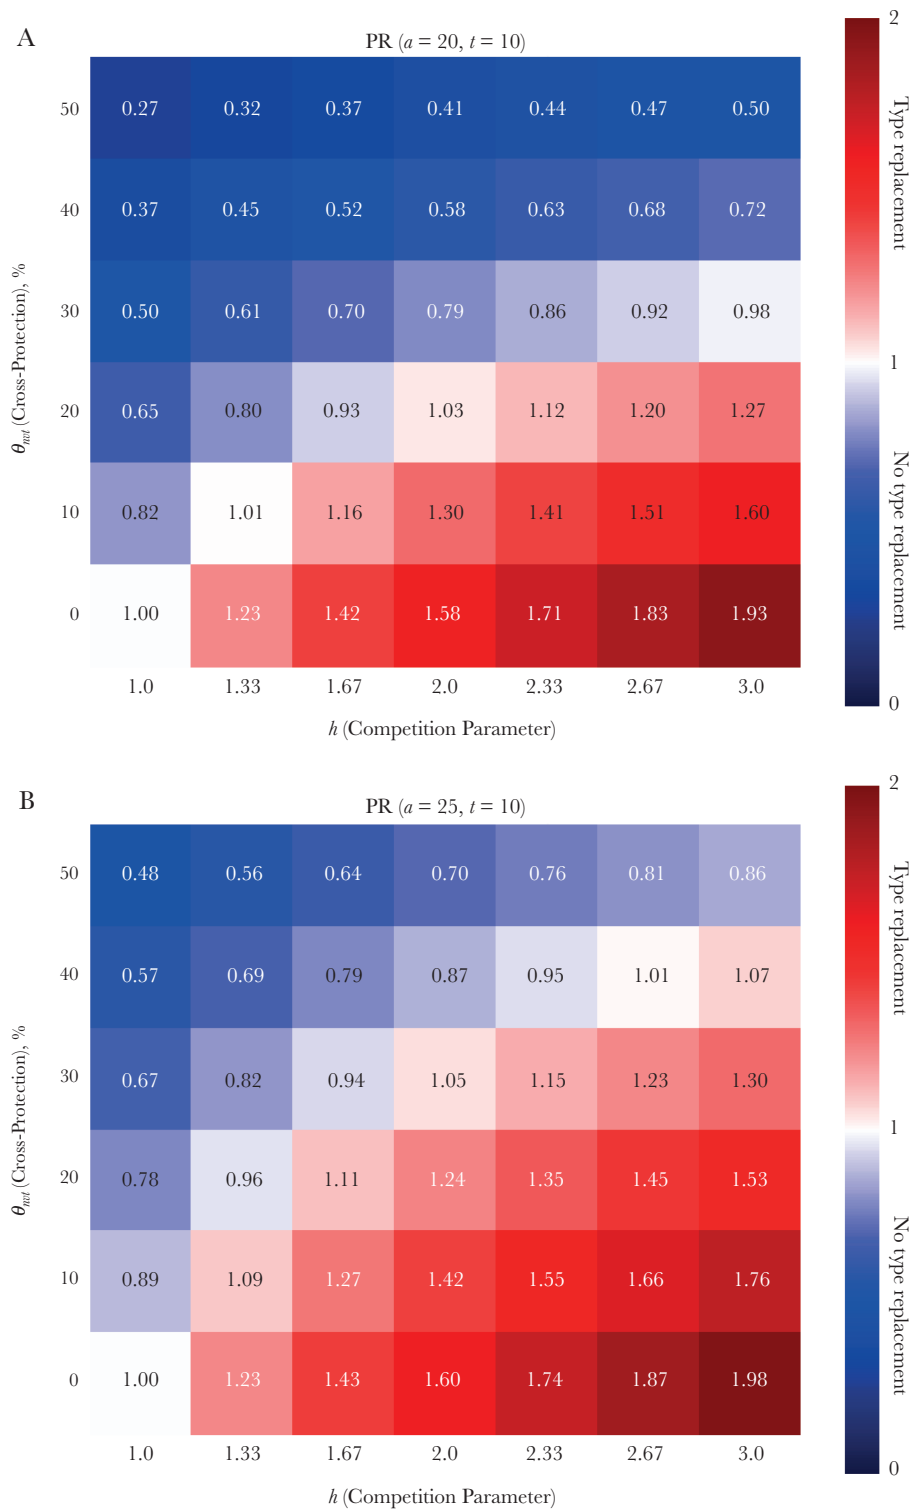 A
PR (a = 20, t = 10)
2
50 0.27 0.32 0.37 0.41 0.44 0.47 0.50
40 0.37 0.45 0.52 0.58 0.63 0.68 0.72
30 0.50 0.61 0.70 0.79 0.86 0.92 0.98
20 0.65 0.80 0.93 1.03 1.12 1.20 1.27
10 0.82 1.01 1.16 1.30 1.41 1.51 1.60
0 1.00 1.23 1.42 1.58 1.71 1.83 1.93
1.0 1.33 1.67 2.0 2.33 2.67 3.0
h (Competition Parameter)
θnvt (Cross-Protection), %
Type replacement
1
No type replacement
0
B
PR (a = 25, t = 10)
2
50 0.48 0.56 0.64 0.70 0.76 0.81 0.86
40 0.57 0.69 0.79 0.87 0.95 1.01 1.07
30 0.67 0.82 0.94 1.05 1.15 1.23 1.30
20 0.78 0.96 1.11 1.24 1.35 1.45 1.53
10 0.89 1.09 1.27 1.42 1.55 1.66 1.76
0 1.00 1.23 1.43 1.60 1.74 1.87 1.98
1.0 1.33 1.67 2.0 2.33 2.67 3.0
h (Competition Parameter)
θnvt (Cross-Protection), %
Type replacement
1
No type replacement
0